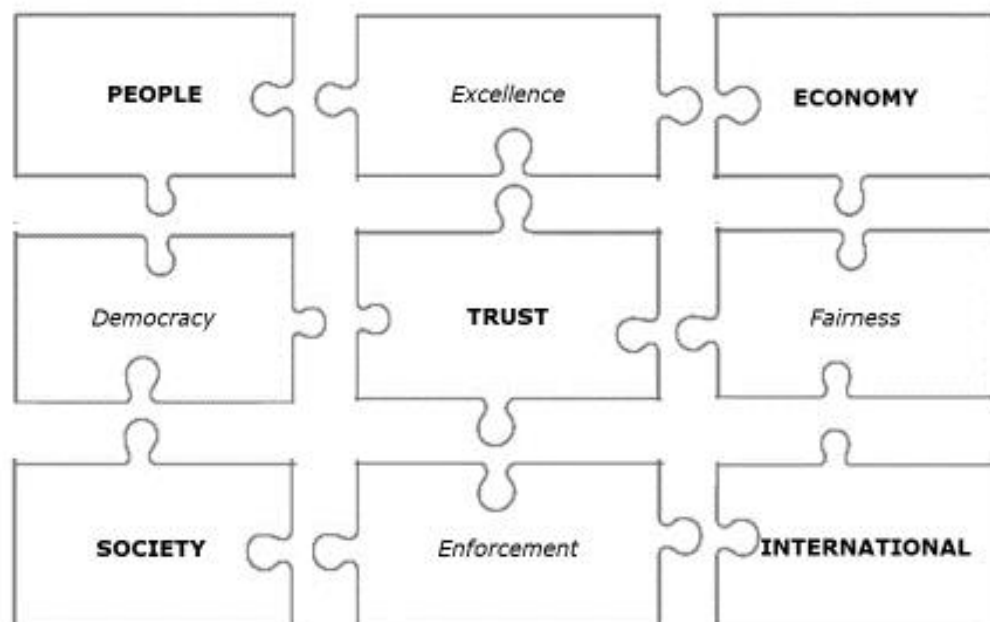 PEOPLE
Excellence
ECONOMY
Democracy
TRUST
Fairness
SOCIETY
Enforcement
INTERNATIONAL